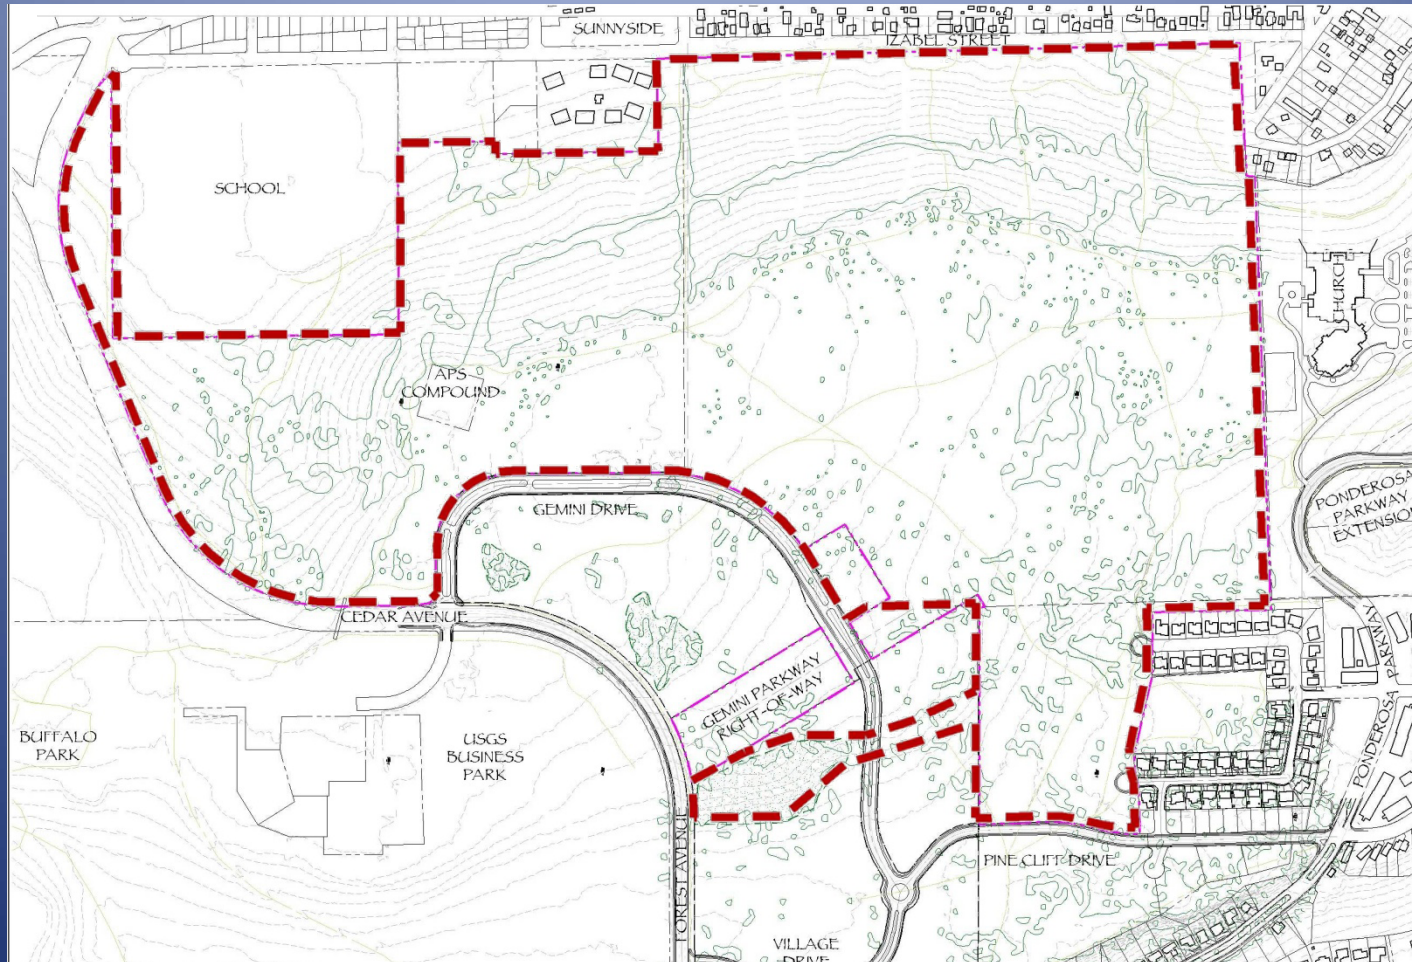 SUNNYSIDE
IZABEL STREET
SCHOOL
CHURCH
APS
COMPOUND
GEMINI DRIVE
PONDEROSA
PARKWAY
EXTENSION
CEDAR AVENUE
PONDEROSA PARKWAY
GEMINI PARKWAY
RIGHT-OF-WAY
BUFFALO
PARK
USGS
BUSINESS
PARK
FOREST AVENUE
PINE CLIFF DRIVE
VILLAGE
DRIVE